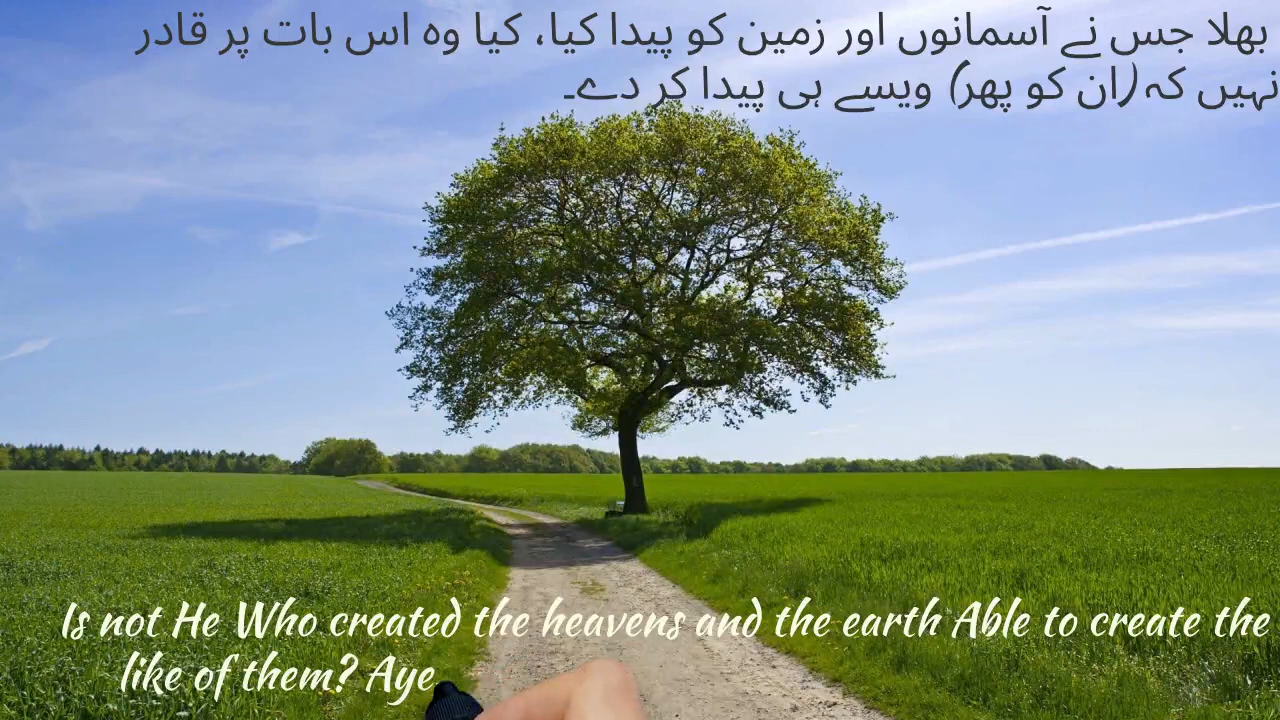 بھلا جس نے آسمانوں اور زمین کو پیدا کیا، کیا وہ اس بات پر قادر
نہیں کہ (ان کو پھر) ویسے ہی پیدا کر دے۔
Is not He Who created the heavens and the earth Able to create the
like of them? Aye